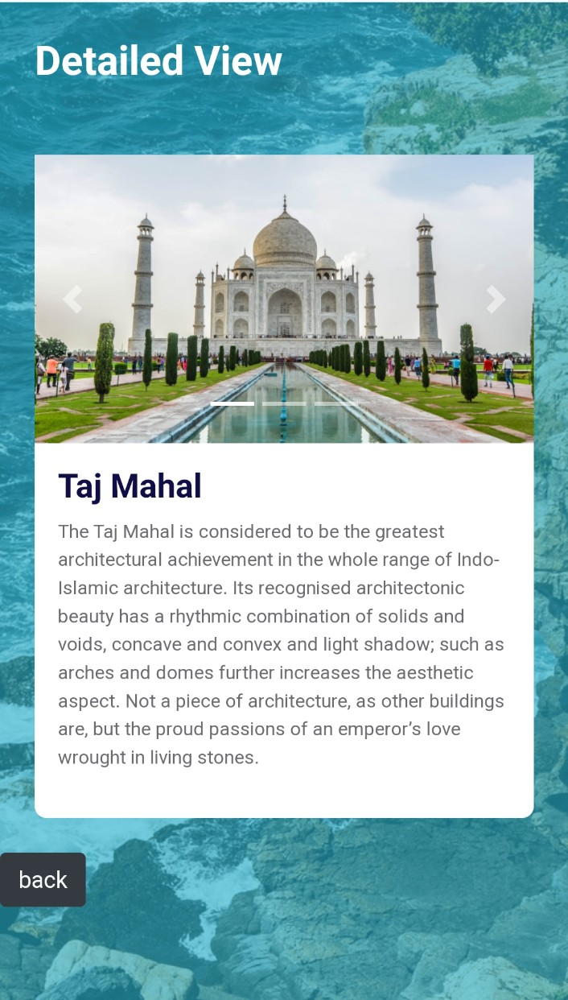 Detailed View
Taj Mahal
The Taj Mahal is considered to be the greatest
architectural achievement in the whole range of Indo-
Islamic architecture. Its recognised architectonic
beauty has a rhythmic combination of solids and
voids, concave and convex and light shadow; such as
arches and domes further increases the aesthetic
aspect. Not a piece of architecture, as other buildings
are, but the proud passions of an emperor’s love
wrought in living stones.
back